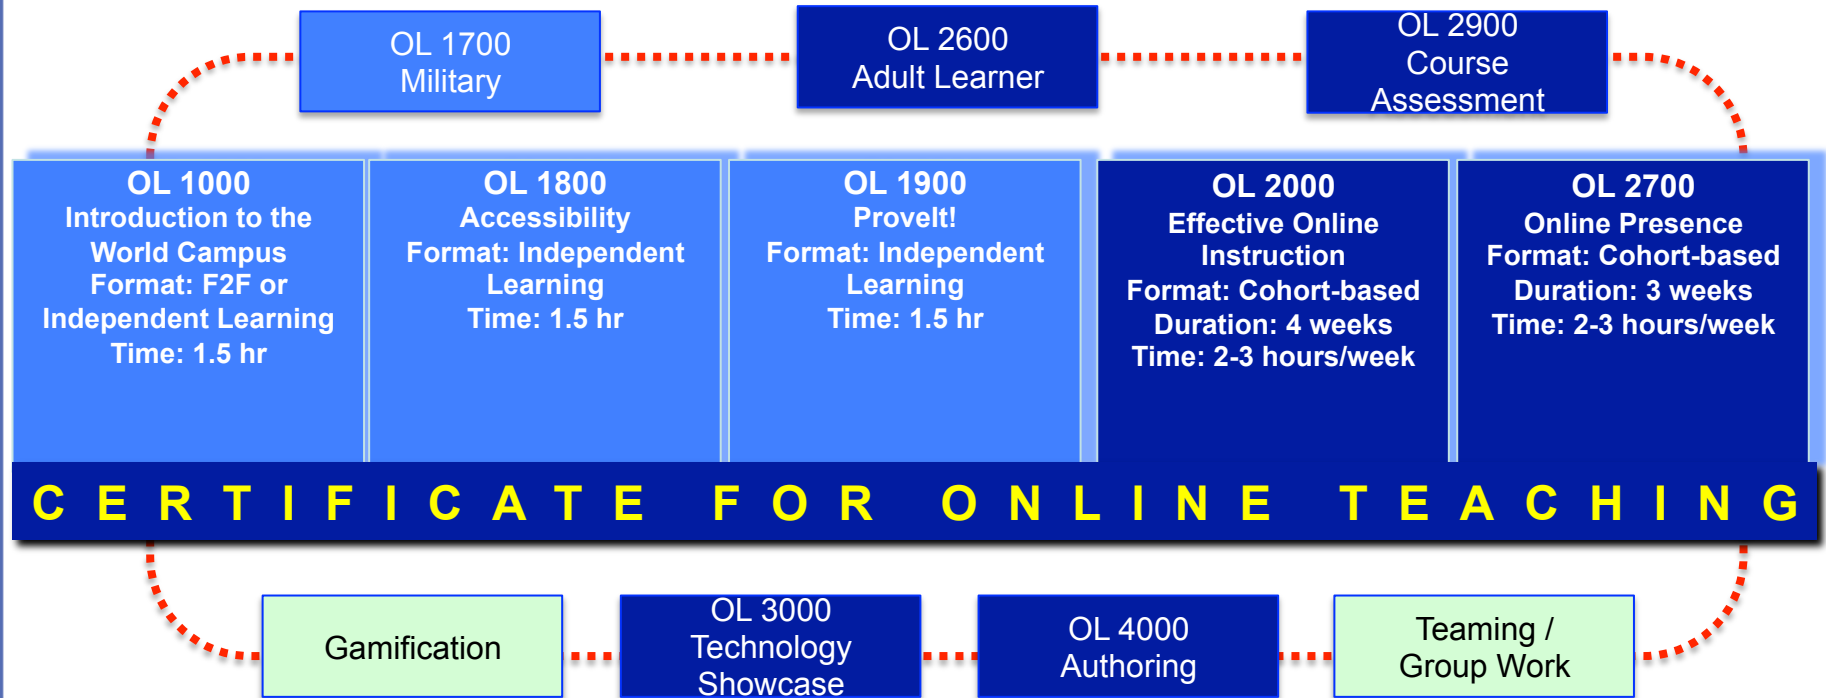 OL 1700
Military
OL 2600
Adult Learner
OL 2900
Course
Assessment
OL 1000
Introduction to the
World Campus
Format: F2F or
Independent Learning
Time: 1.5 hr
OL 1800
Accessibility
Format: Independent
Learning
Time: 1.5 hr
OL 1900
ProveIt!
Format: Independent
Learning
Time: 1.5 hr
OL 2000
Effective Online
Instruction
Format: Cohort-based
Duration: 4 weeks
Time: 2-3 hours/week
OL 2700
Online Presence
Format: Cohort-based
Duration: 3 weeks
Time: 2-3 hours/week
CERTIFICATE FOR ONLINE TEACHING
Gamification
OL 3000
Technology
Showcase
OL 4000
Authoring
Teaming /
Group Work